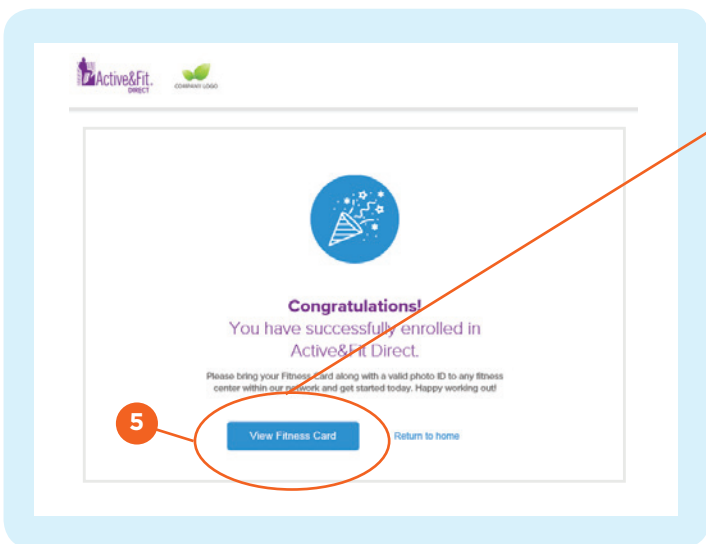 Active&Fit.
DIRECT
COMPANY LOGO
Congratulations!
You have successfully enrolled in
Active&Fit Direct.
Please bring your Fitness Card along with a valid photo ID to any fitness
center within our network and get started today. Happy working out!
5
View Fitness Card
Return to home